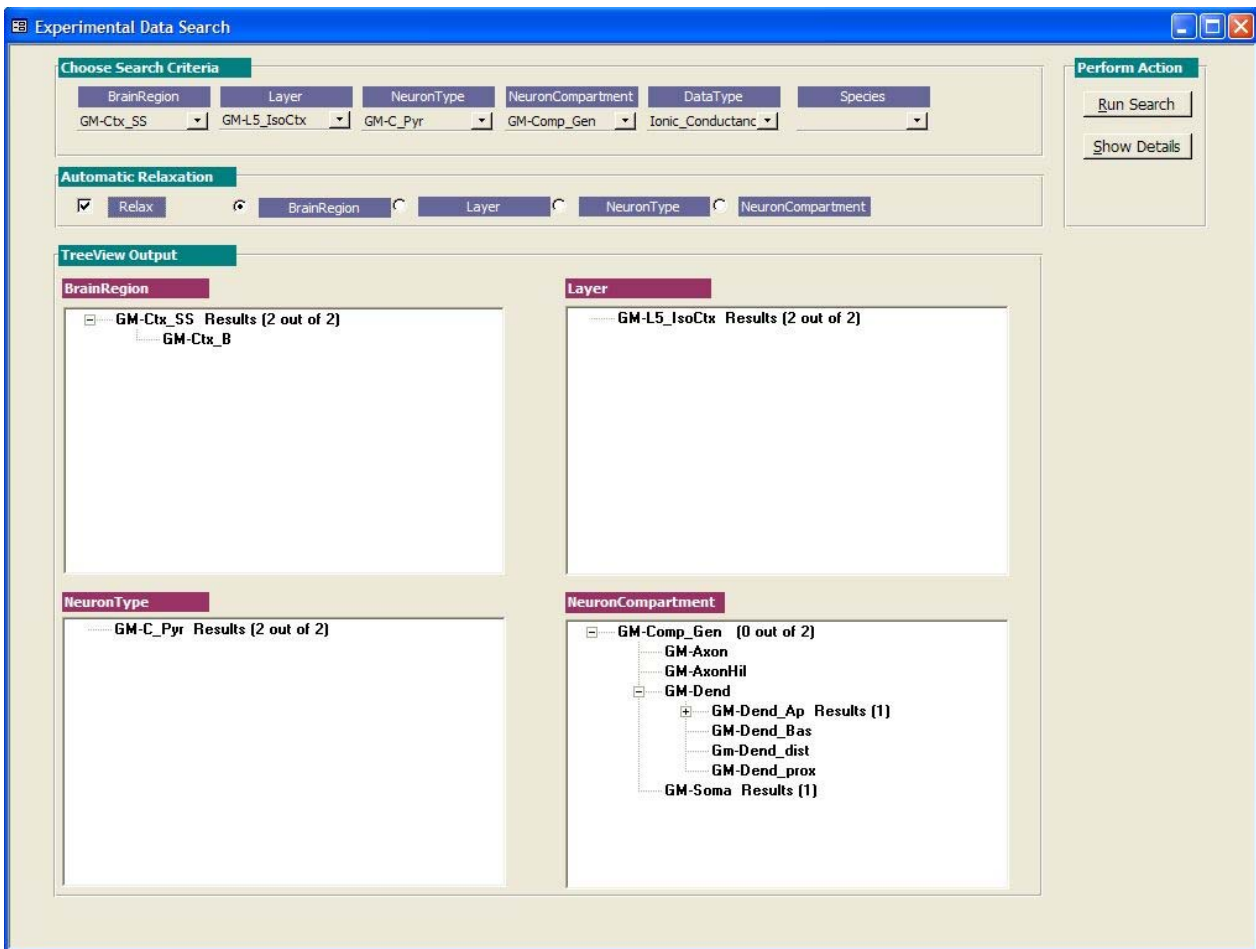 Experimental Data Search
Choose Search Criteria
Perform Action
BrainRegion Layer NeuronType NeuronCompartment DataType Species
GM-Ctx_SS GM-L5_IsoCtx GM-C_Pyr GM-Comp_Gen Ionic_Conductanc
Run Search
Show Details
Automatic Relaxation
Relax BrainRegion Layer NeuronType NeuronCompartment
TreeView Output
BrainRegion
GM-Ctx_SS Results (2 out of 2)
GM-Ctx_B
Layer
GM-L5_IsoCtx Results (2 out of 2)
NeuronType
GM-C_Pyr Results (2 out of 2)
NeuronCompartment
GM-Comp_Gen (0 out of 2)
GM-Axon
GM-AxonHil
GM-Dend
GM-Dend_Ap Results (1)
GM-Dend_Bas
Gm-Dend_dist
GM-Dend_prox
GM-Soma Results (1)